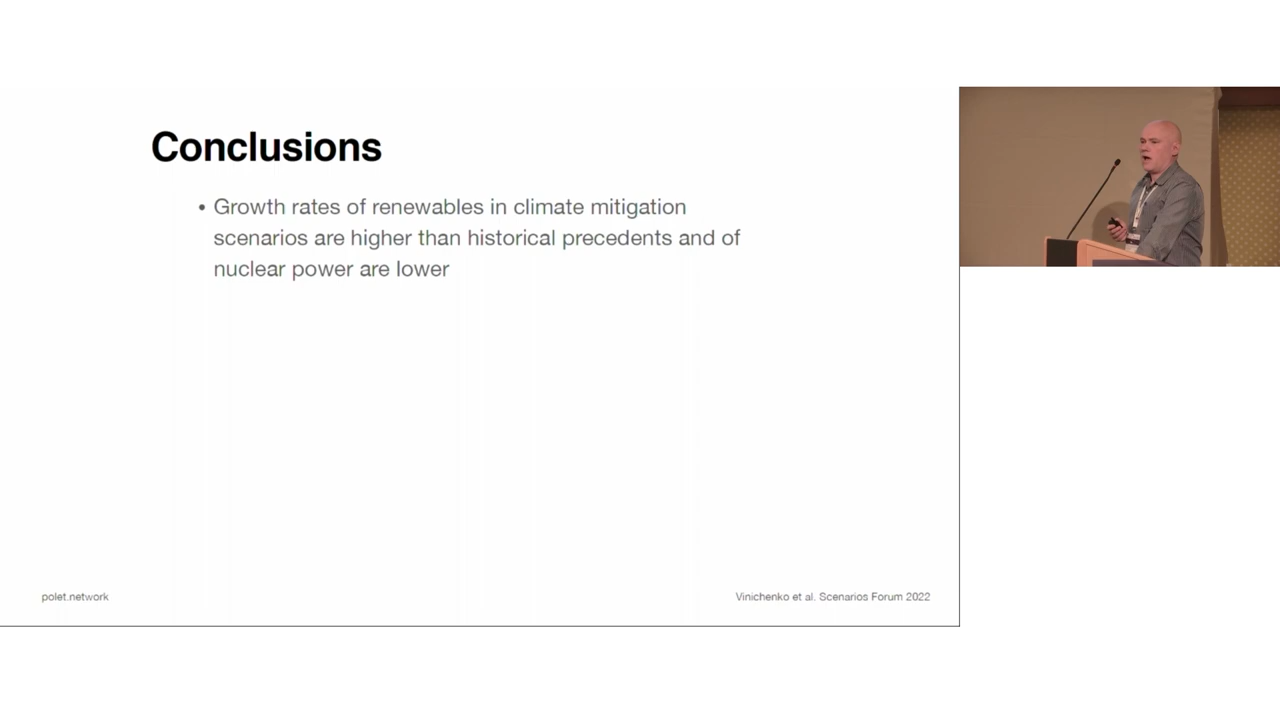 Conclusions
• Growth rates of renewables in climate mitigation
scenarios are higher than historical precedents and of
nuclear power are lower
polet.network
Vinichenko et al. Scenarios Forum 2022